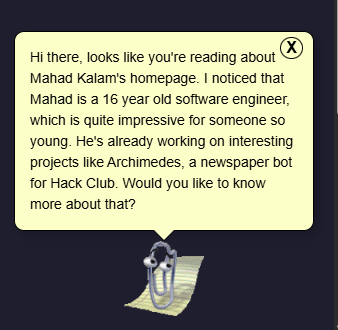 X
Hi there, looks like you're reading about
Mahad Kalam's homepage. I noticed that
Mahad is a 16 year old software engineer,
which is quite impressive for someone so
young. He's already working on interesting
projects like Archimedes, a newspaper bot
for Hack Club. Would you like to know
more about that?